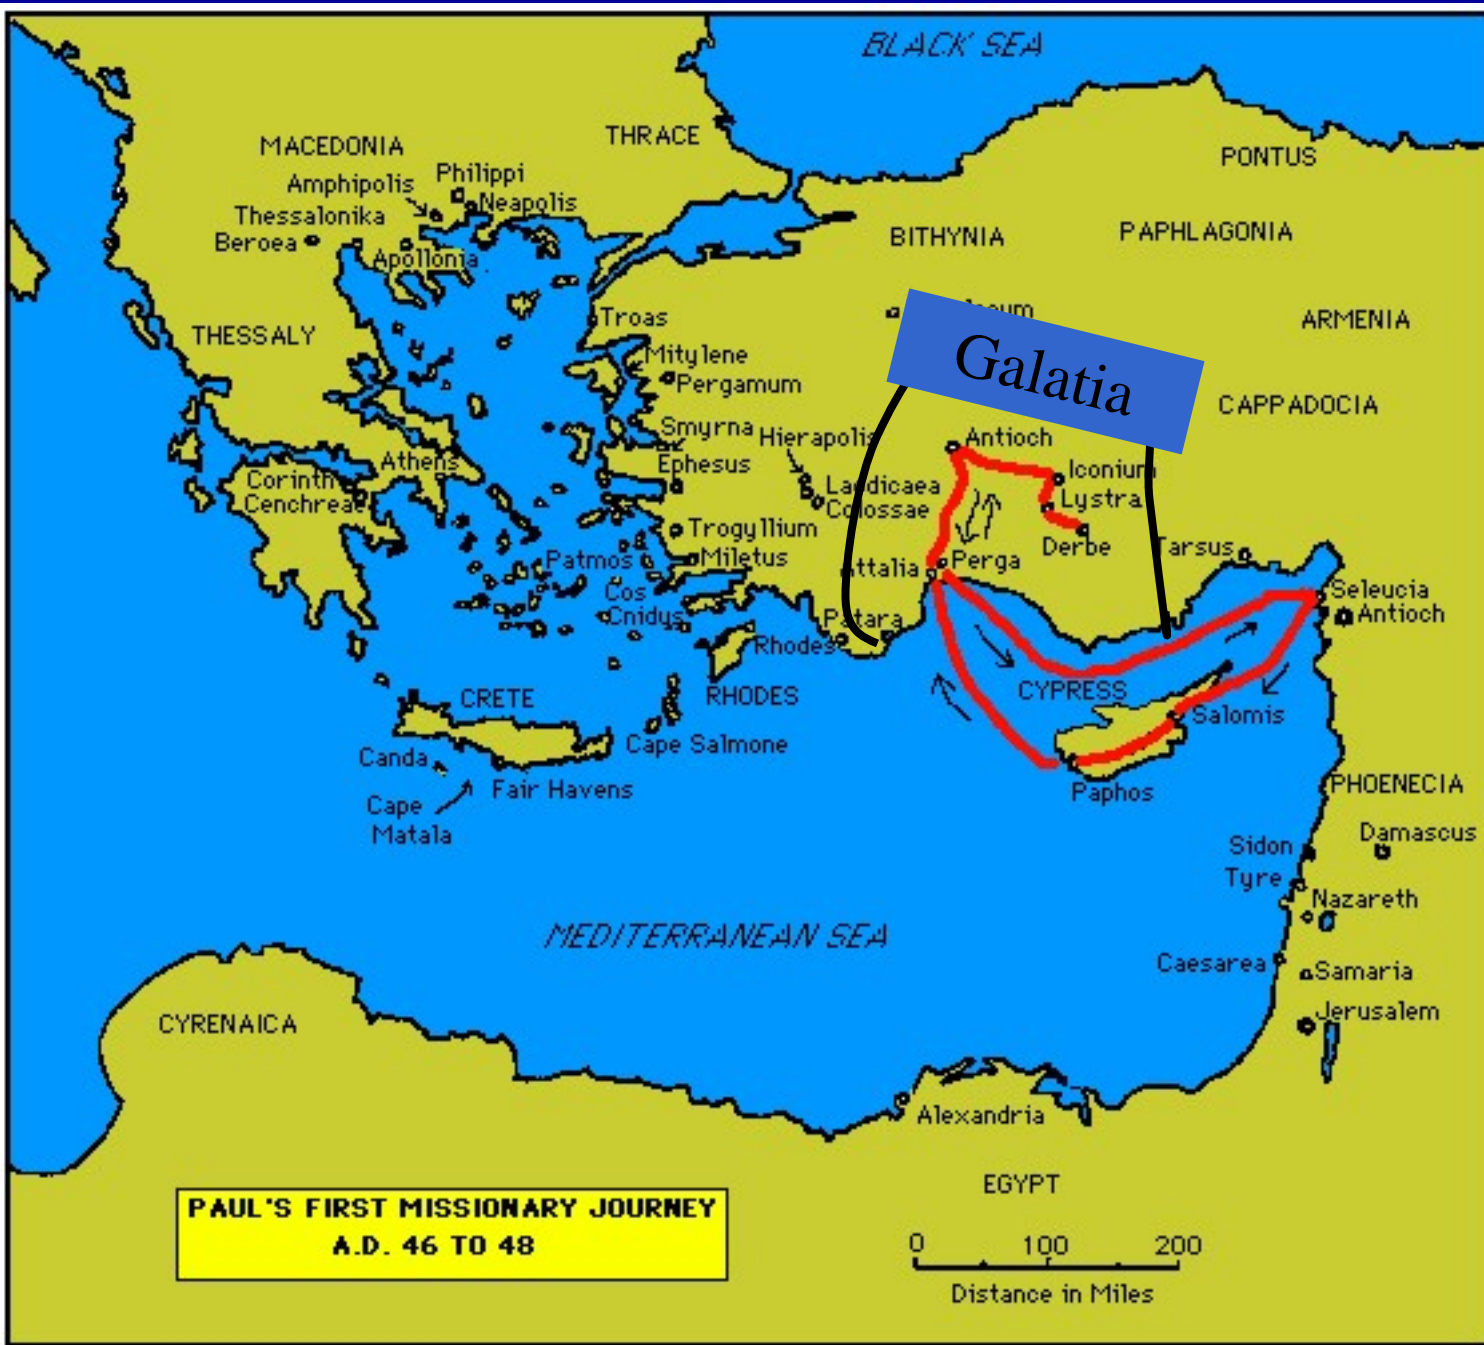 BLACK SEA
THRACE
MACEDONIA
PONTUS
Philippi
Amphipolis
Neapolis
Thessalonika
Beroea
Apollonia
BITHYNIA
PAPHLAGONIA
Troas
ARMENIA
THESSALY
Galatia
Mitylene
Pergamum
CAPPADOCIA
Smyrna
Hierapolis
Antioch
Athens
Ephesus
Iconium
Corinth
Cenchreae
Laodicaea
Colossae
Lystra
Trogyllium
Derbe
Tarsus
Patmos
Miletus
Attalia
Perga
Cos
Cnidus
Seleucia
Antioch
Patara
Rhodes
CRETE
RHODES
CYPRESS
Salomis
Cape Salmone
Canda
Fair Havens
Cape
Matala
Paphos
PHOENECIA
Damascus
Sidon
Tyre
Nazareth
MEDITERRANEAN SEA
Caesarea
Samaria
Jerusalem
CYRENAICA
Alexandria
EGYPT
PAUL'S FIRST MISSIONARY JOURNEY
A.D. 46 TO 48
0 100 200
Distance in Miles